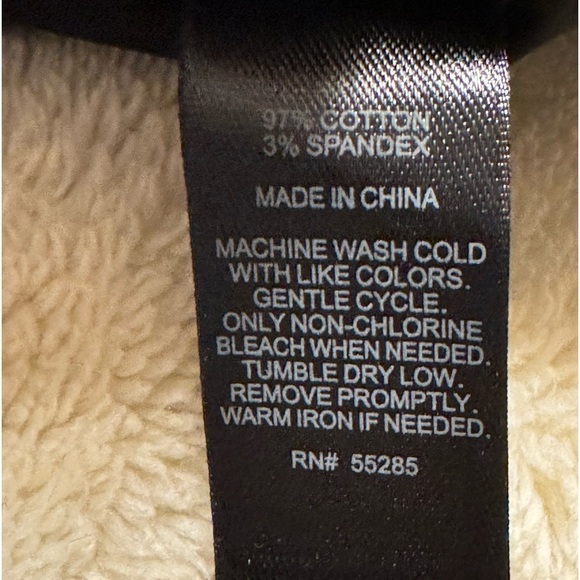 97% COTTON
3% SPANDEX
MADE IN CHINA
MACHINE WASH COLD
WITH LIKE COLORS.
GENTLE CYCLE.
ONLY NON-CHLORINE
BLEACH WHEN NEEDED.
TUMBLE DRY LOW.
REMOVE PROMPTLY.
WARM IRON IF NEEDED.
RN# 55285